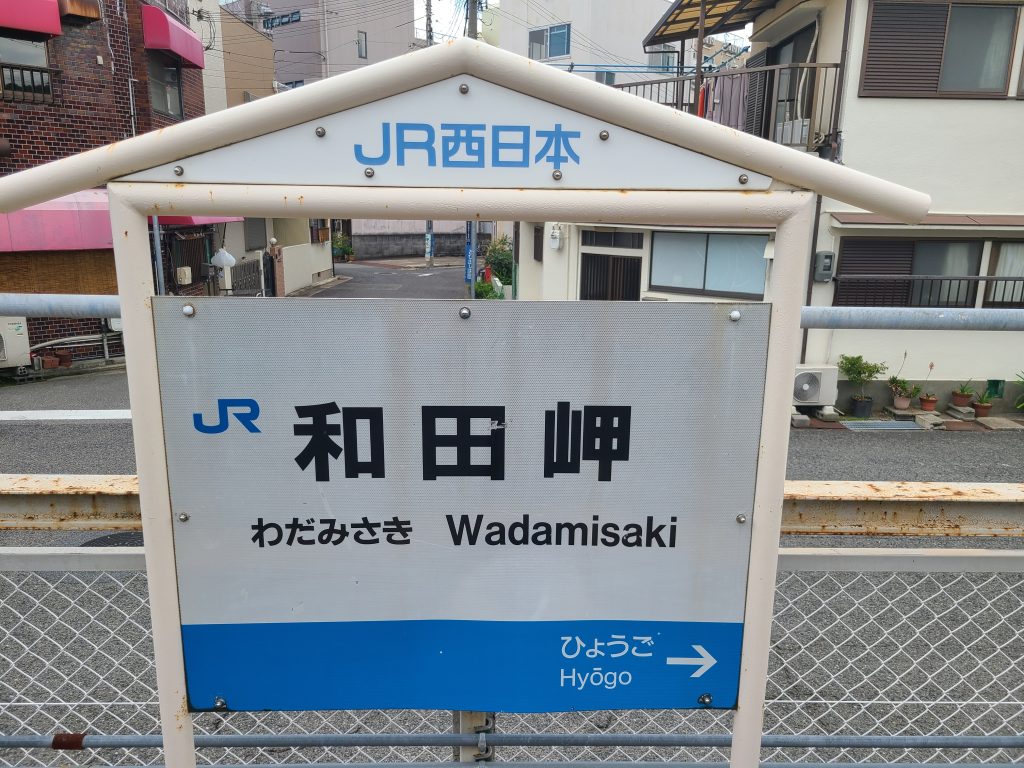 JR西日本
JR 和田岬
わだみさき Wadamisaki
ひょうご →
Hyōgo